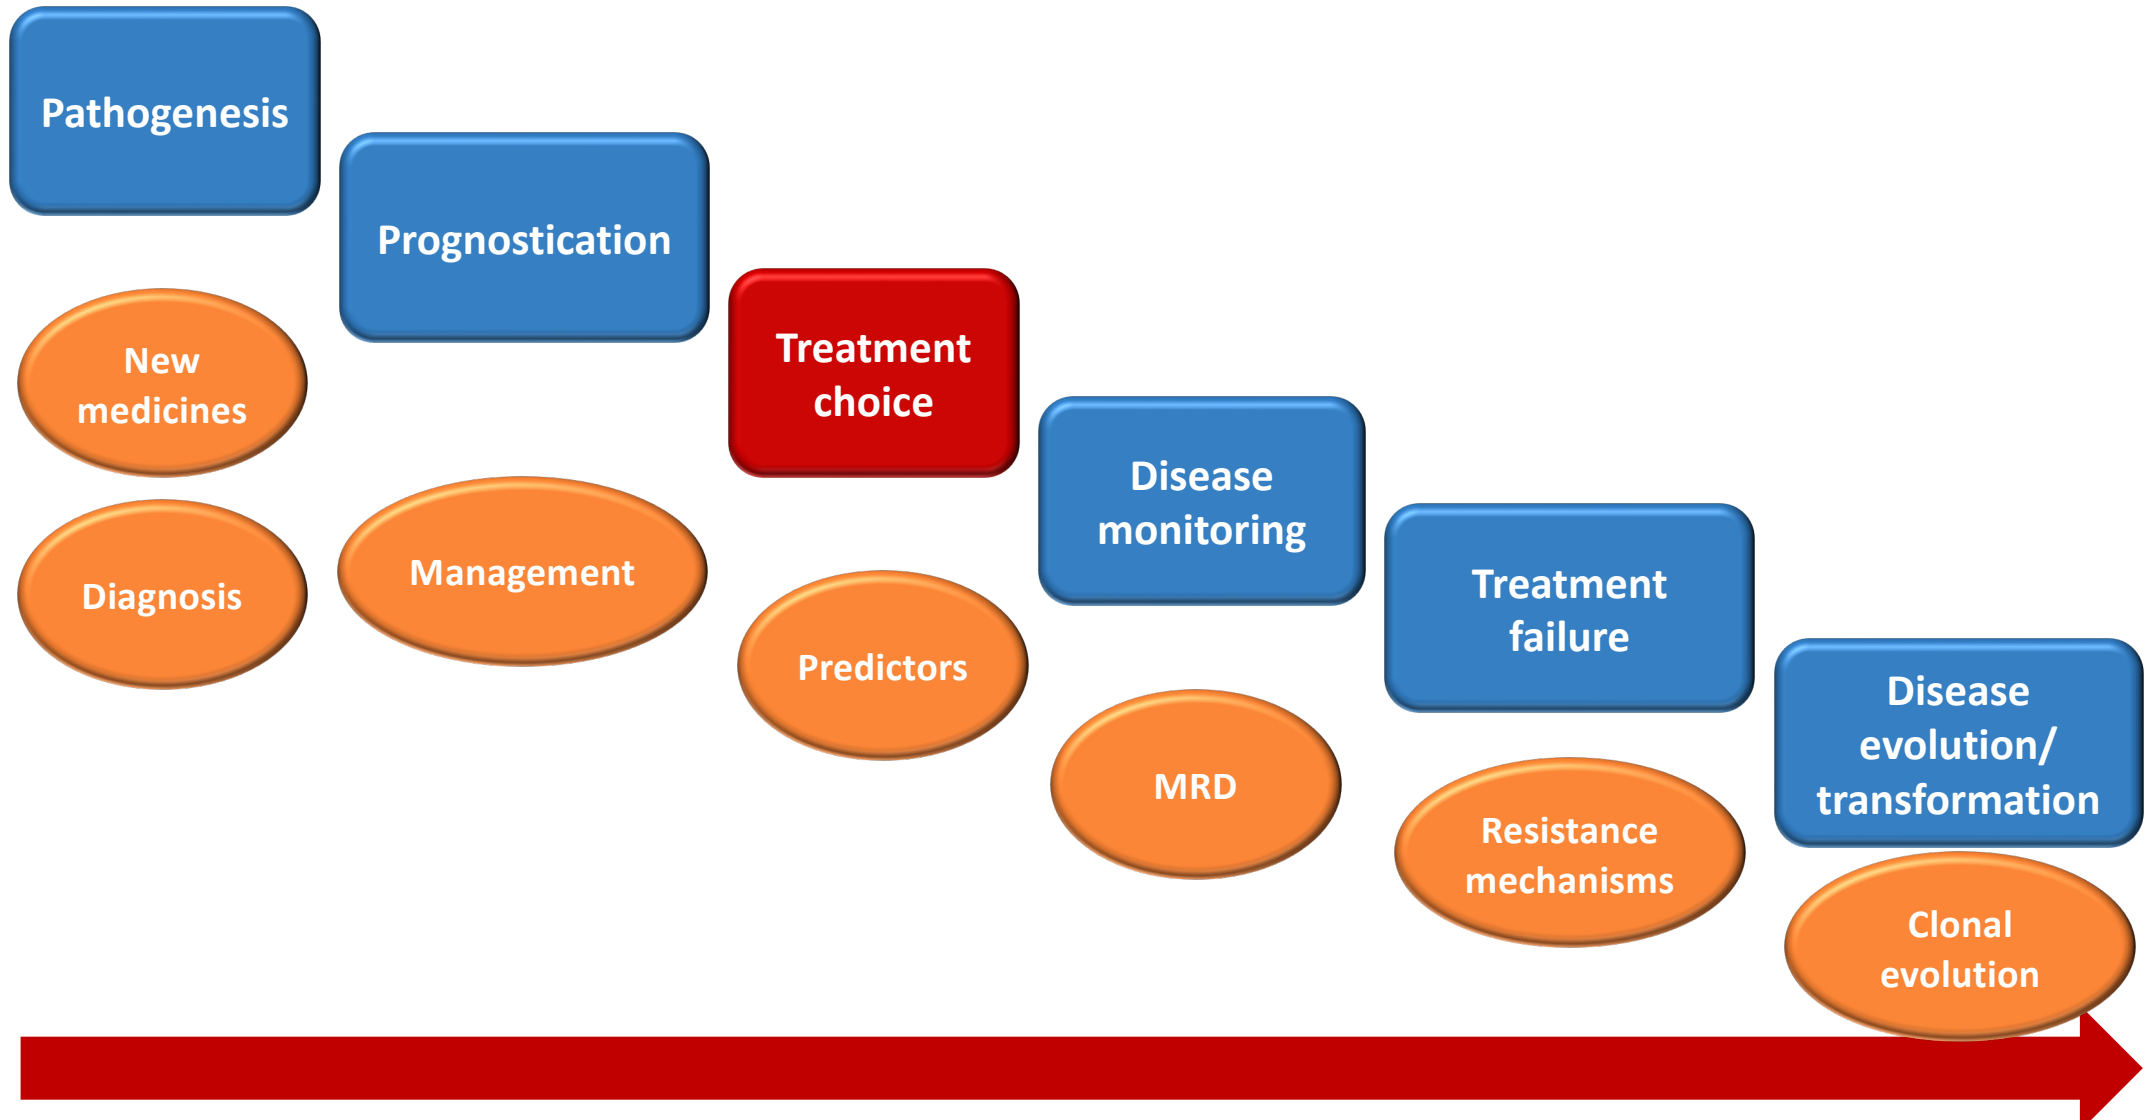 Pathogenesis
New
medicines
Diagnosis
Prognostication
Management
Treatment
choice
Predictors
Disease
monitoring
MRD
Treatment
failure
Resistance
mechanisms
Disease
evolution/
transformation
Clonal
evolution